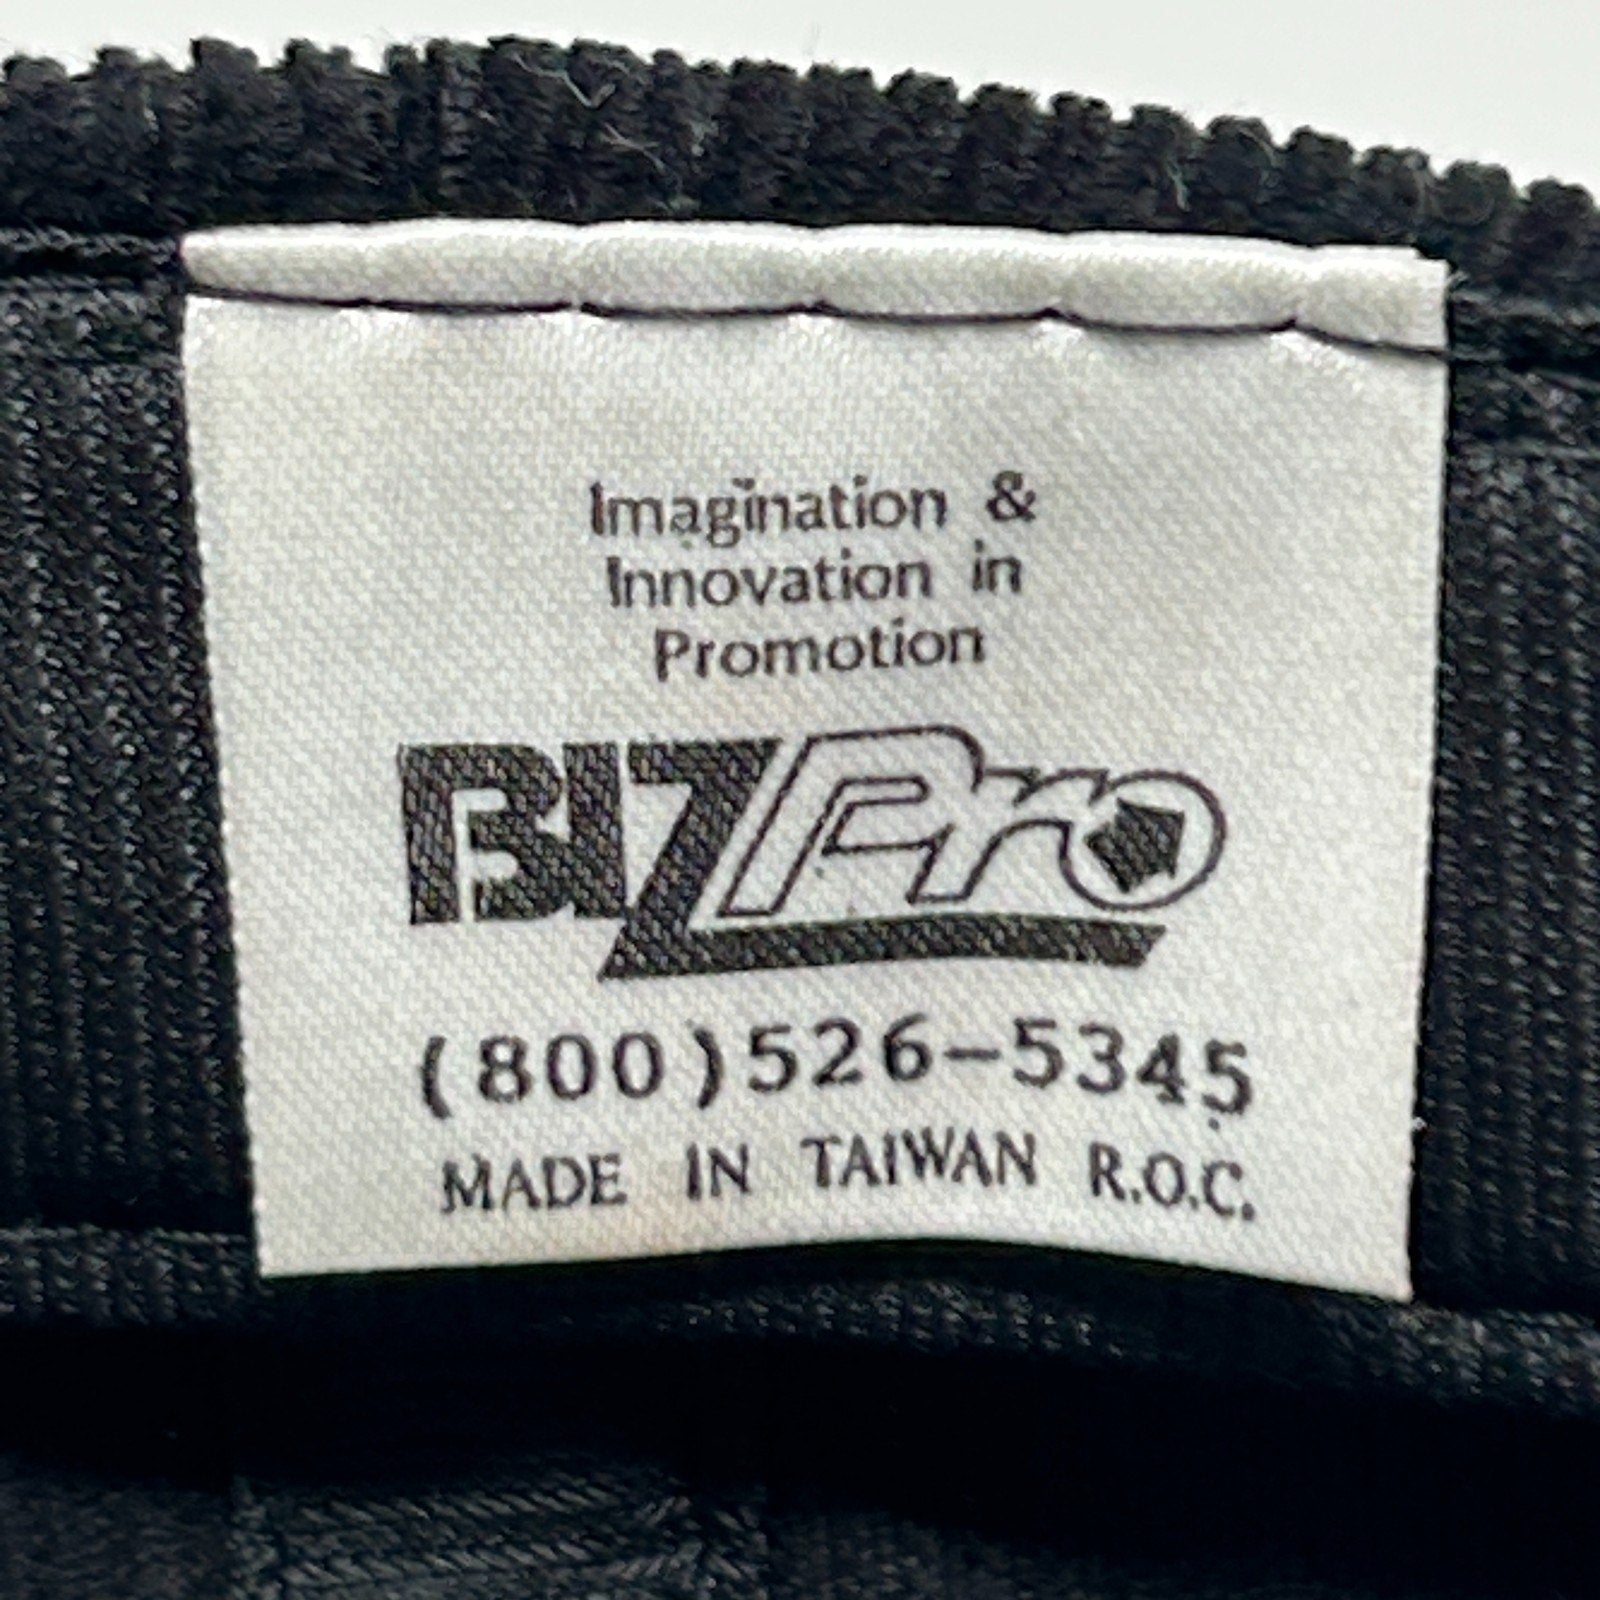 Imagination &
Innovation in
Promotion
BIZPro
(800)526-5345
MADE IN TAIWAN R.O.C.